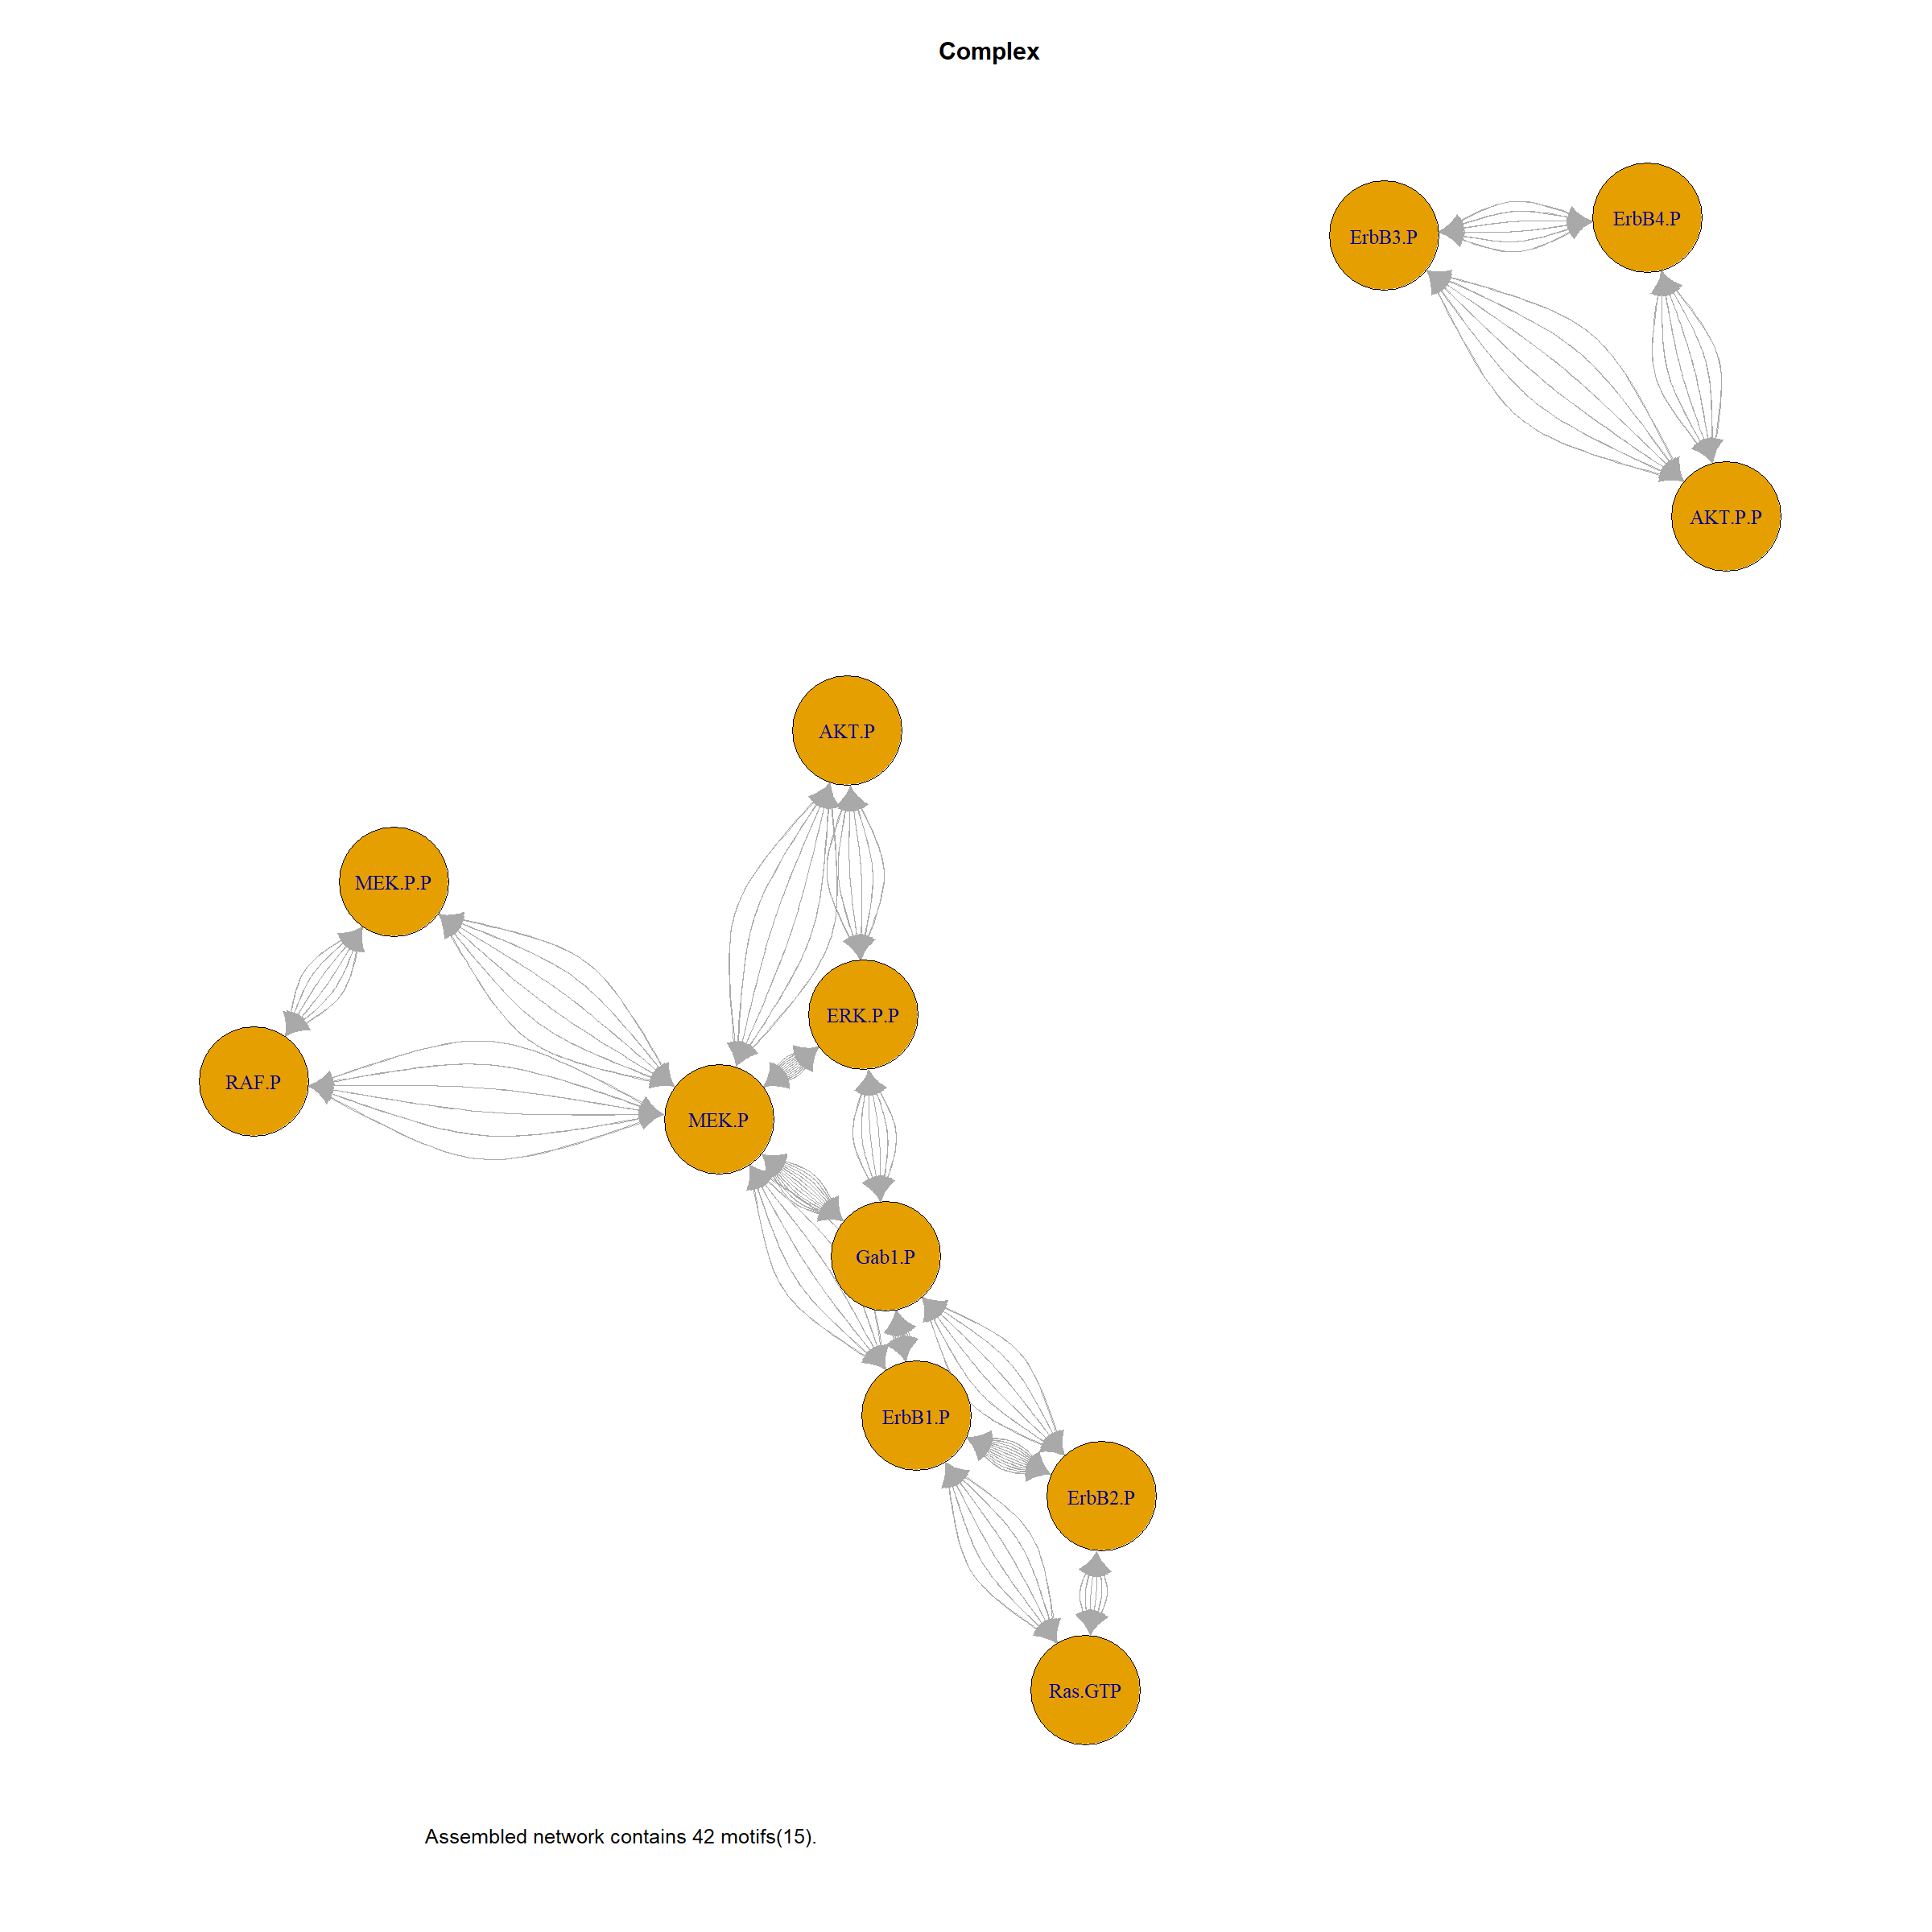 Complex
ErbB4.P
ErbB3.P
AKT.P.P
AKT.P
MEK.P.P
ERK.P.P
RAF.P
MEK.P
Gab1.P
ErbB1.P
ErbB2.P
Ras.GTP
Assembled network contains 42 motifs(15).